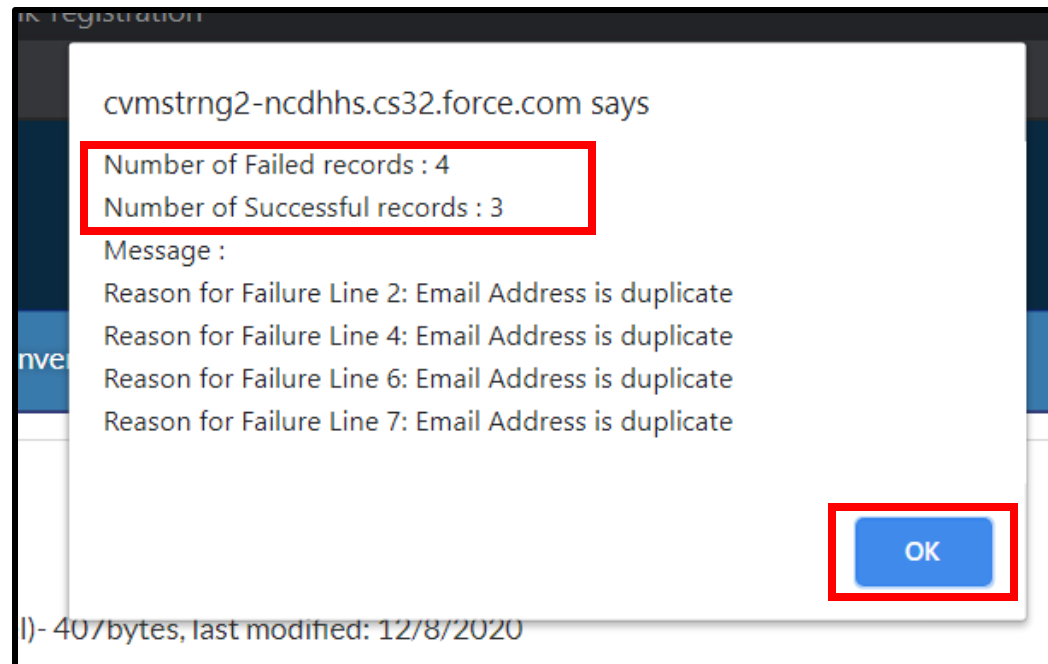 registration
cvmstrng2-ncdhhs.cs32.force.com says
Number of Failed records : 4
Number of Successful records : 3
Message :
Reason for Failure Line 2: Email Address is duplicate
Reason for Failure Line 4: Email Address is duplicate
nve
Reason for Failure Line 6: Email Address is duplicate
Reason for Failure Line 7: Email Address is duplicate
OK
l)- 407bytes, last modified: 12/8/2020